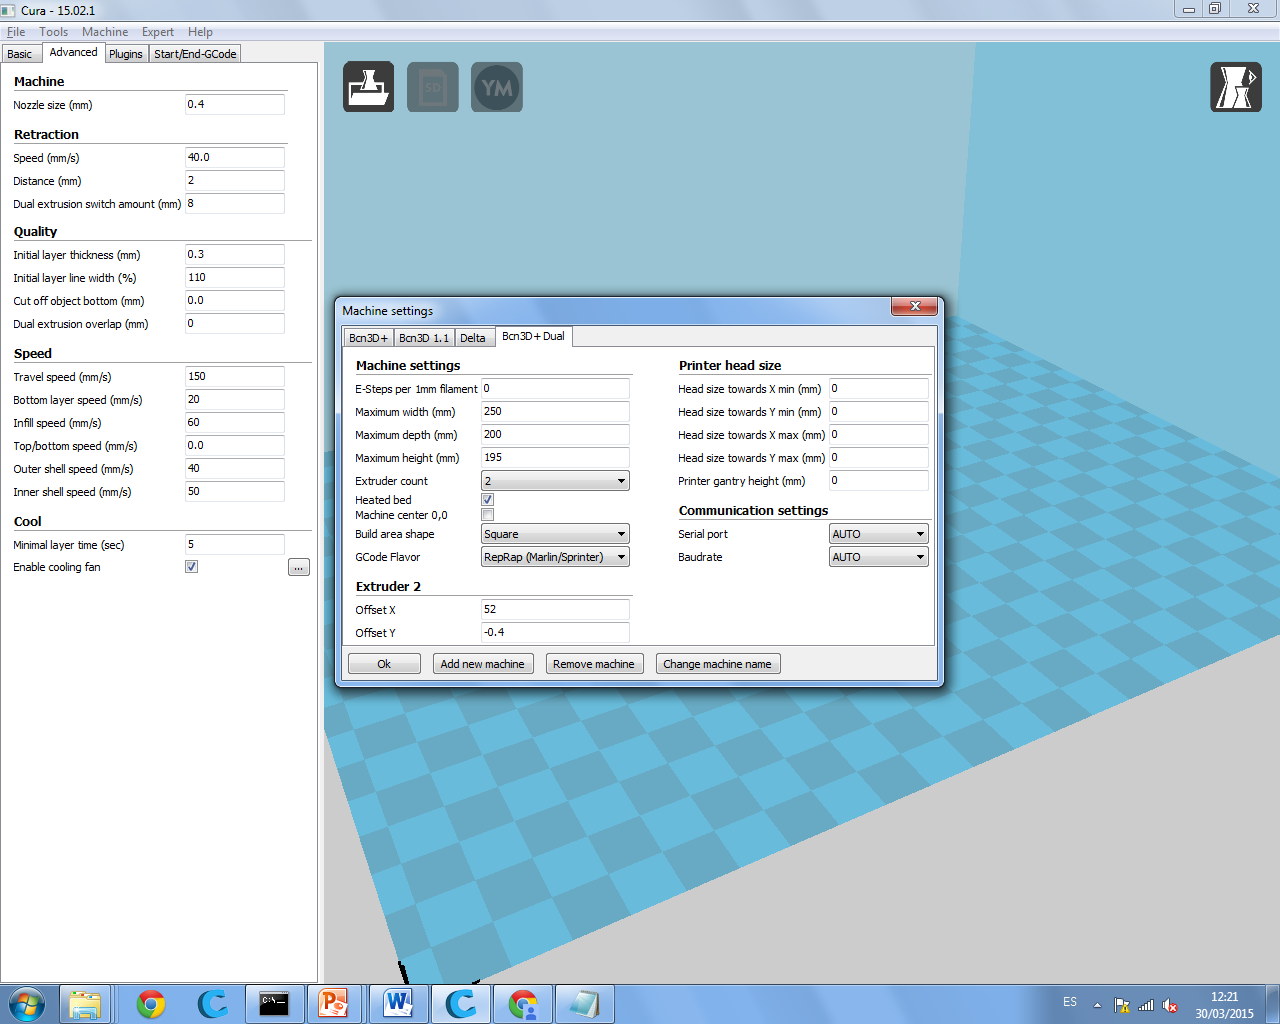 Cura - 15.02.1
File Tools Machine Expert Help
Basic Advanced Plugins Start/End-GCode
Machine
Nozzle size (mm) 0.4
Retraction
Speed (mm/s) 40.0
Distance (mm) 2
Dual extrusion switch amount (mm) 8
Quality
Initial layer thickness (mm) 0.3
Initial layer line width (%) 110
Cut off object bottom (mm) 0.0
Dual extrusion overlap (mm) 0
Speed
Travel speed (mm/s) 150
Bottom layer speed (mm/s) 20
Infill speed (mm/s) 60
Top/bottom speed (mm/s) 0.0
Outer shell speed (mm/s) 40
Inner shell speed (mm/s) 50
Cool
Minimal layer time (sec) 5
Enable cooling fan ...
SD YM
Machine settings
Bcn3D+ Bcn3D 1.1 Delta Bcn3D+ Dual
Machine settings
E-Steps per 1mm filament 0
Maximum width (mm) 250
Maximum depth (mm) 200
Maximum height (mm) 195
Extruder count 2
Heated bed
Machine center 0,0
Build area shape Square
GCode Flavor RepRap (Marlin/Sprinter)
Extruder 2
Offset X 52
Offset Y -0.4
Printer head size
Head size towards X min (mm) 0
Head size towards Y min (mm) 0
Head size towards X max (mm) 0
Head size towards Y max (mm) 0
Printer gantry height (mm) 0
Communication settings
Serial port AUTO
Baudrate AUTO
Ok Add new machine Remove machine Change machine name
C:\_
ES
12:21
30/03/2015